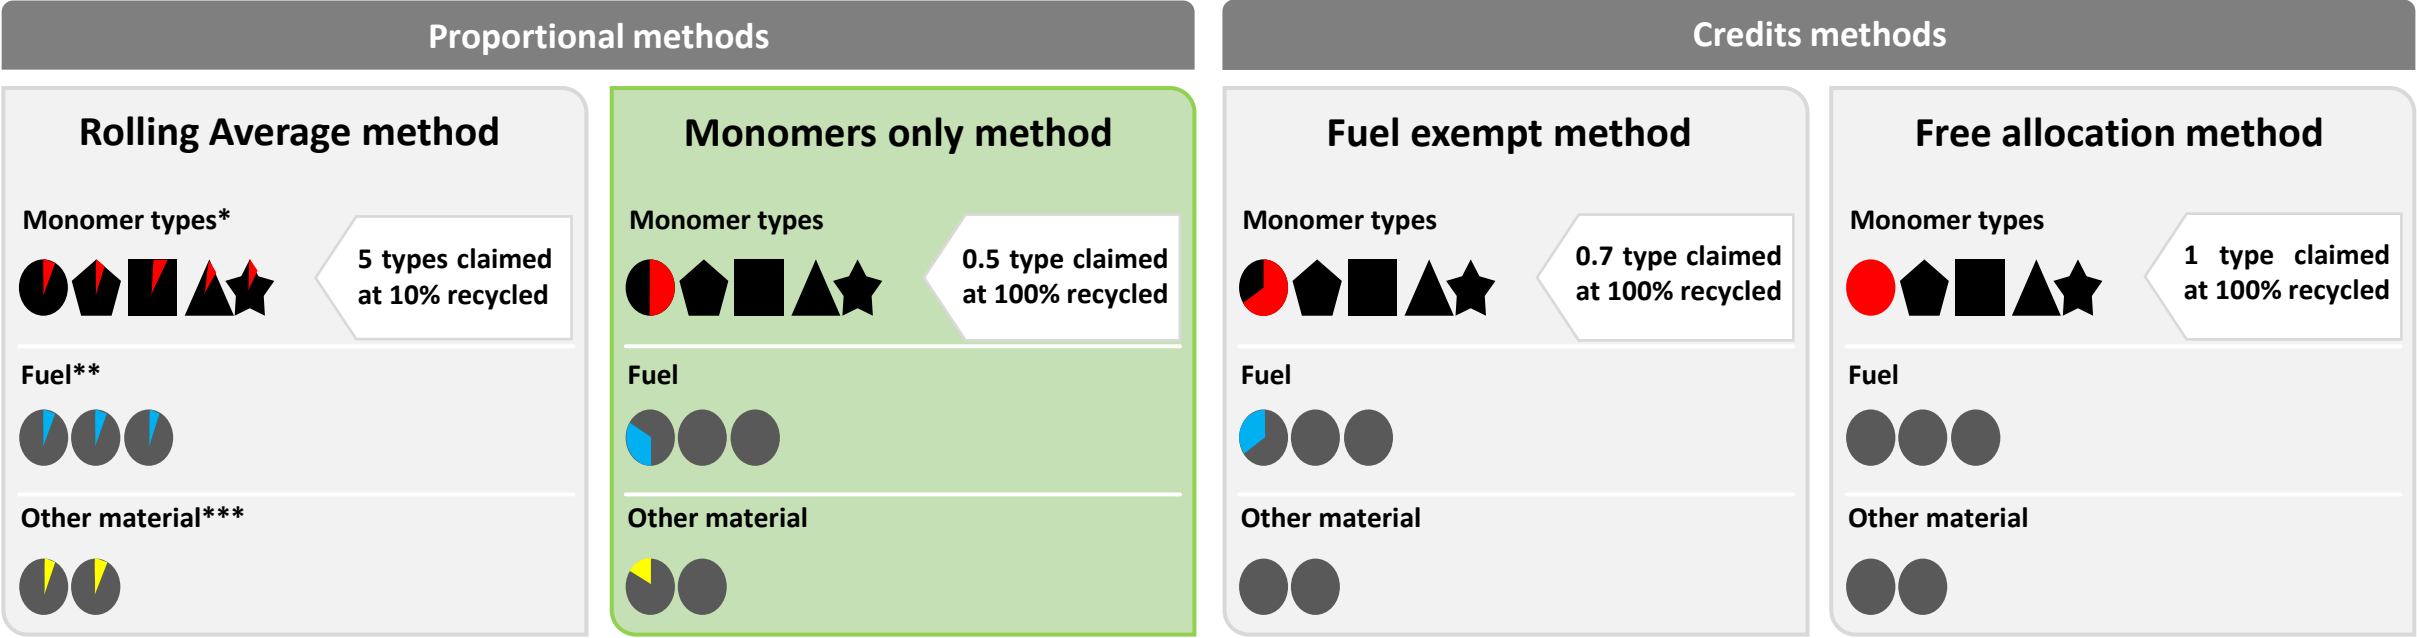 Proportional methods
Credits methods
Rolling Average method
Monomer types*
5 types claimed
at 10% recycled
Fuel**
Other material***
Monomers only method
Monomer types
0.5 type claimed
at 100% recycled
Fuel
Other material
Fuel exempt method
Monomer types
0.7 type claimed
at 100% recycled
Fuel
Other material
Free allocation method
Monomer types
1 type claimed
at 100% recycled
Fuel
Other material